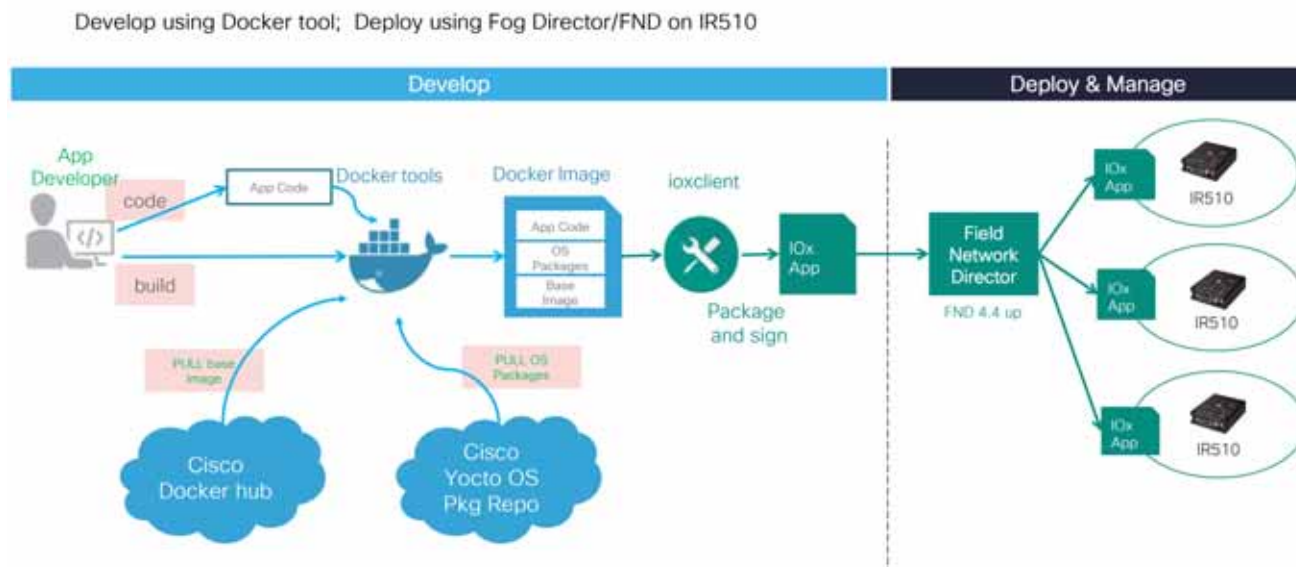 Develop using Docker tool; Deploy using Fog Director/FND on IR510
Develop
Deploy & Manage
App
Developer
code
App Code
Docker tools
build
Docker Image
App Code
OS
Packages
Base
Image
ioxclient
Package
and sign
IOx
App
PULL base
image
PULL OS
Packages
Cisco
Docker hub
Cisco
Yocto OS
Pkg Repo
Field
Network
Director
FND 4.4 up
IOx
App
IR510
IOx
App
IR510
IOx
App
IR510